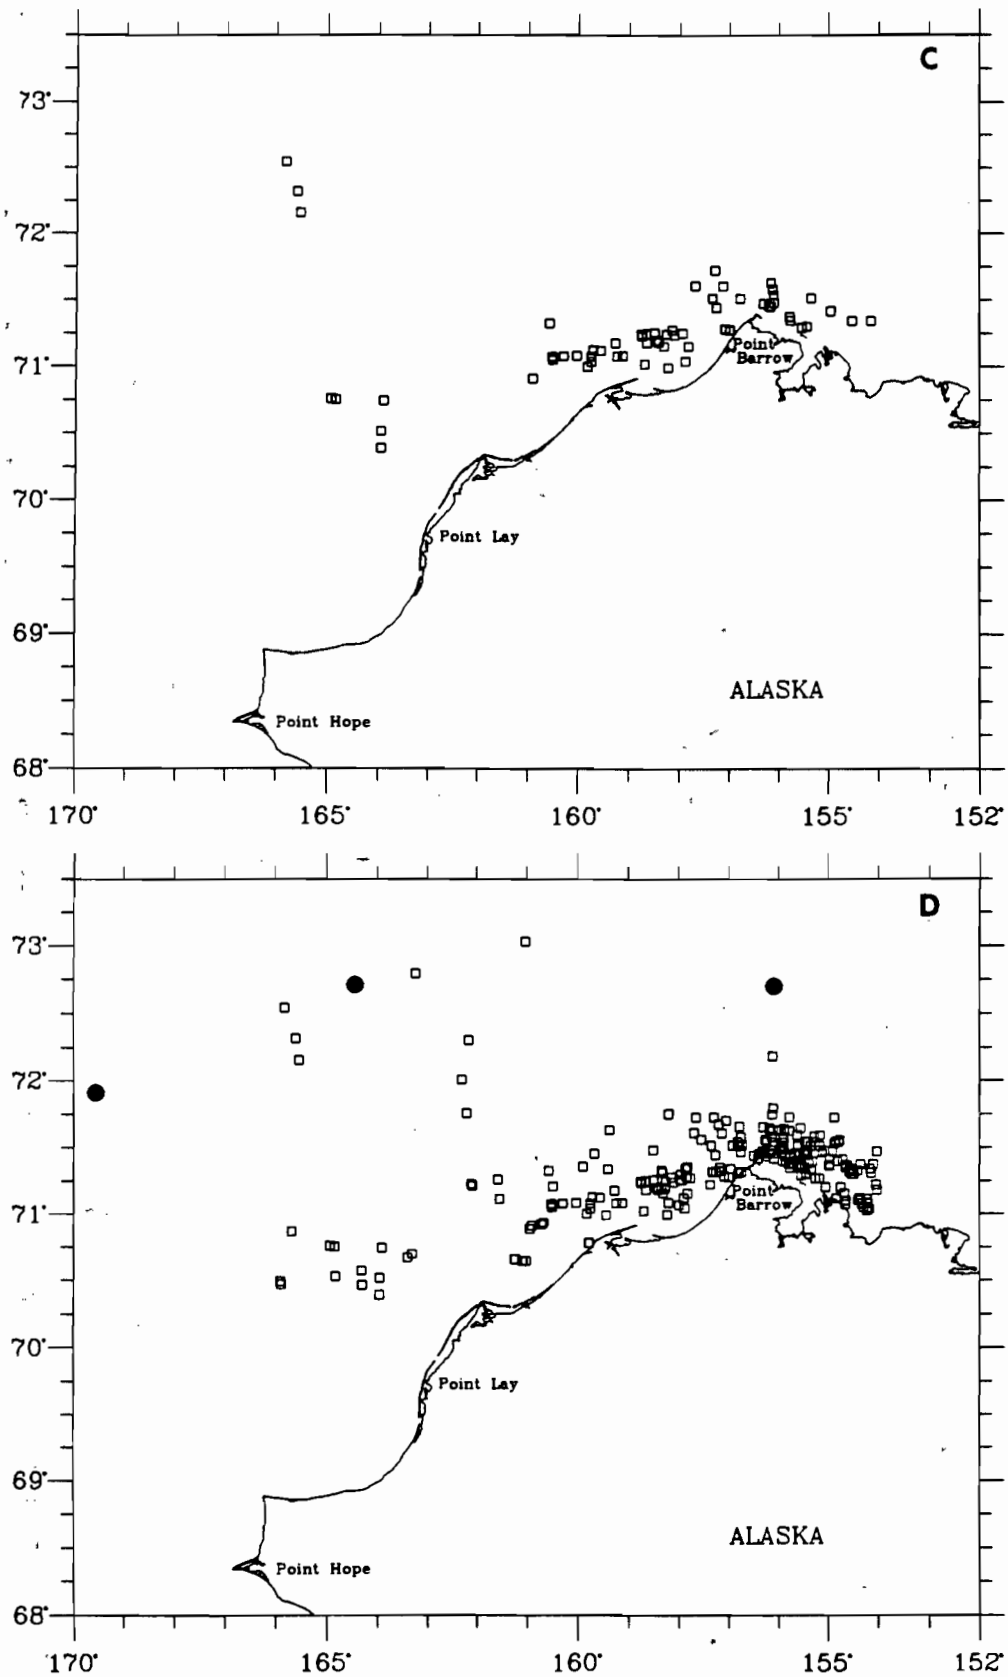 C
73°
72°
71°
70°
69°
68°
Point
Barrow
Point Lay
ALASKA
Point Hope
170° 165° 160° 155° 152°
D
73°
72°
71°
70°
69°
68°
Point
Barrow
Point Lay
ALASKA
Point Hope
170° 165° 160° 155° 152°